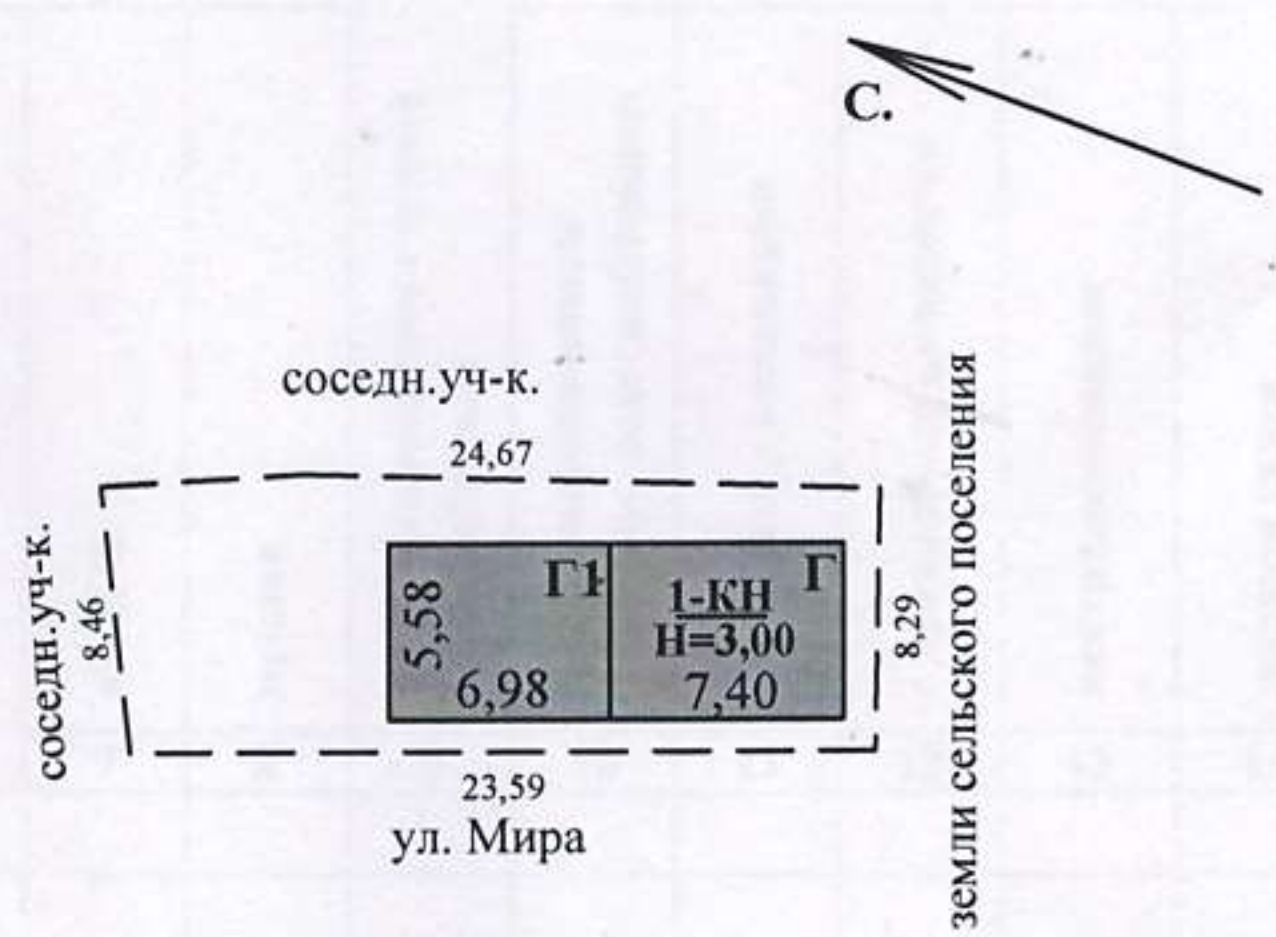 С.
соседн.уч-к.
24,67
соседн.уч-к.
8,46
5,58
Г1
6,98
1-КН
Н=3,00
7,40
Г
8,29
земли сельского поселения
23,59
ул. Мира